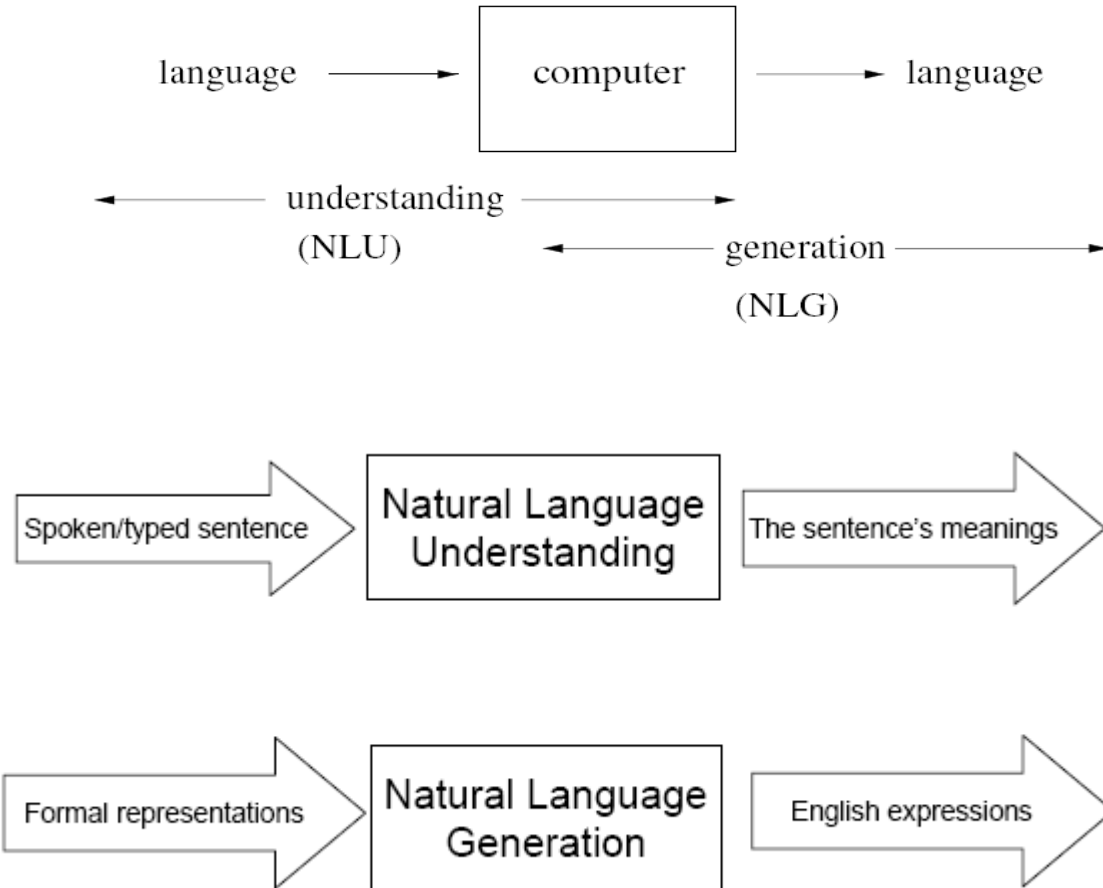 language computer language
understanding
(NLU)
generation
(NLG)
Spoken/typed sentence
Natural Language
Understanding
The sentence's meanings
Formal representations
Natural Language
Generation
English expressions